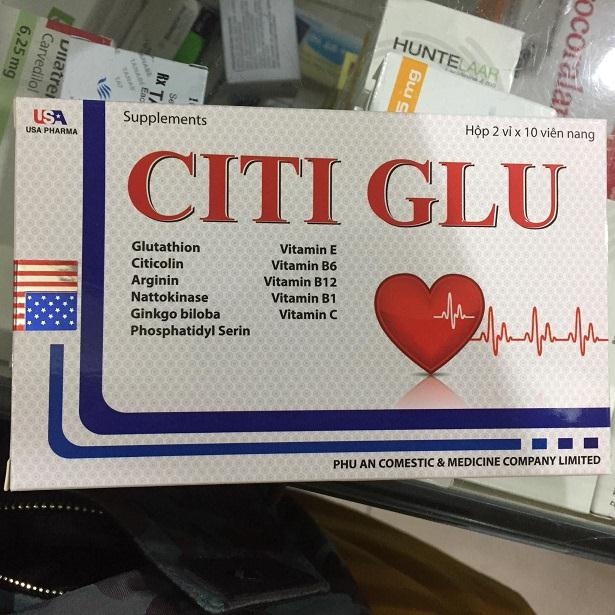 Dilatrend
Carvedilol
6.25 mg
Rx
HUNTELAAR
5 mg
USA
USA PHARMA
Supplements
Hộp 2 vỉ x 10 viên nang
CITI GLU
Glutathion Vitamin E
Citicolin Vitamin B6
Arginin Vitamin B12
Nattokinase Vitamin B1
Ginkgo biloba Vitamin C
Phosphatidyl Serin
PHU AN COMESTIC & MEDICINE COMPANY LIMITED